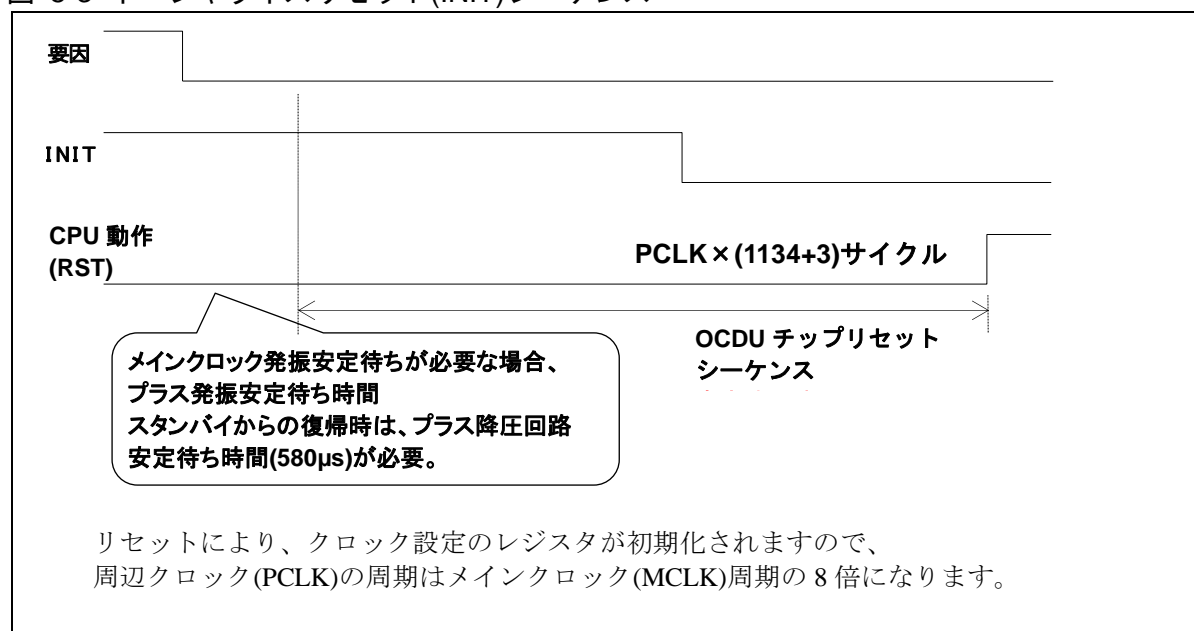 要因
INIT
CPU 動作
(RST)
PCLK×(1134+3)サイクル
OCDU チップリセット
シーケンス
メインクロック発振安定待ちが必要な場合、
プラス発振安定待ち時間
スタンバイからの復帰時は、プラス降圧回路
安定待ち時間(580µs)が必要。
リセットにより、クロック設定のレジスタが初期化されますので、
周辺クロック(PCLK)の周期はメインクロック(MCLK)周期の 8 倍になります。